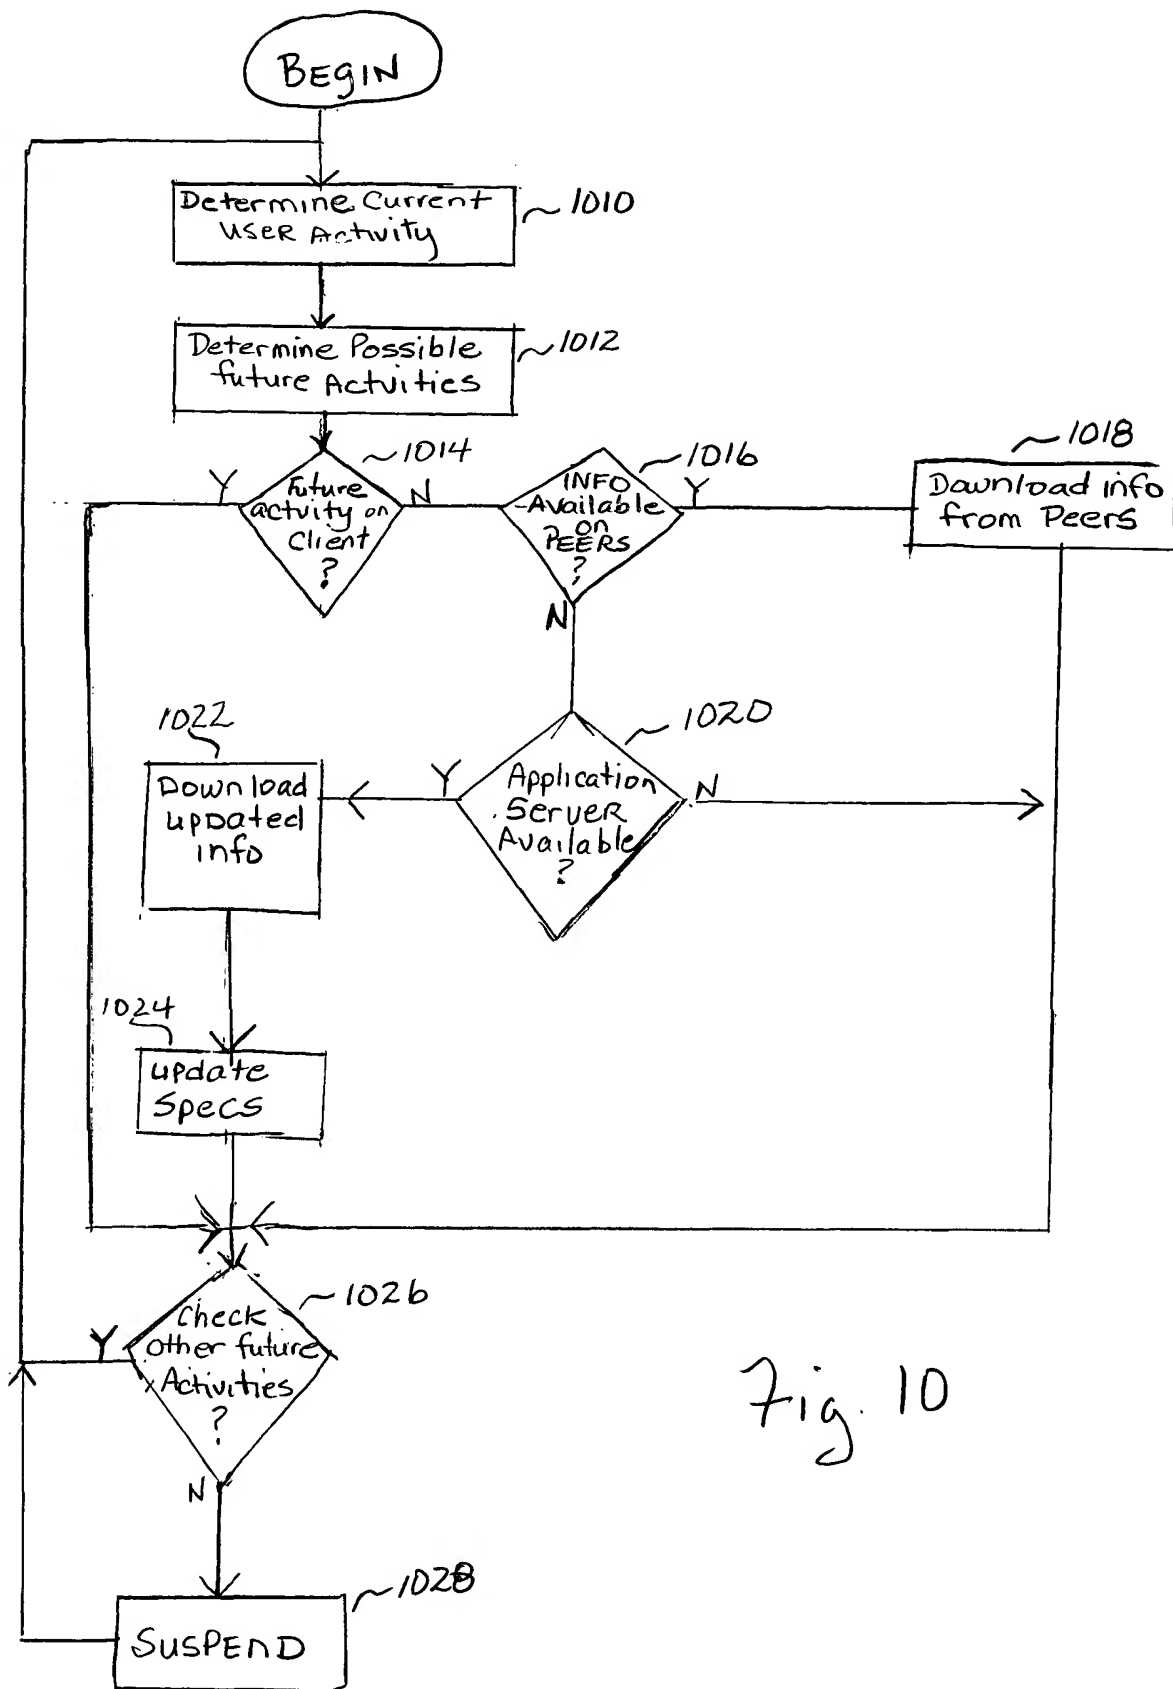 BEGIN
Determine Current
USER Activity
1010
Determine Possible
future Actvities
1012
1014
Y
Future
activity on
Client
?
N
1016
INFO
Available
on
PEERS
?
Y
N
1018
Download info
from Peers
1020
Application
Server
Available
?
Y
N
1022
Download
updated
info
1024
update
Specs
1026
Check
other future
Activities
?
Y
N
Fig. 10
1028
SUSPEND